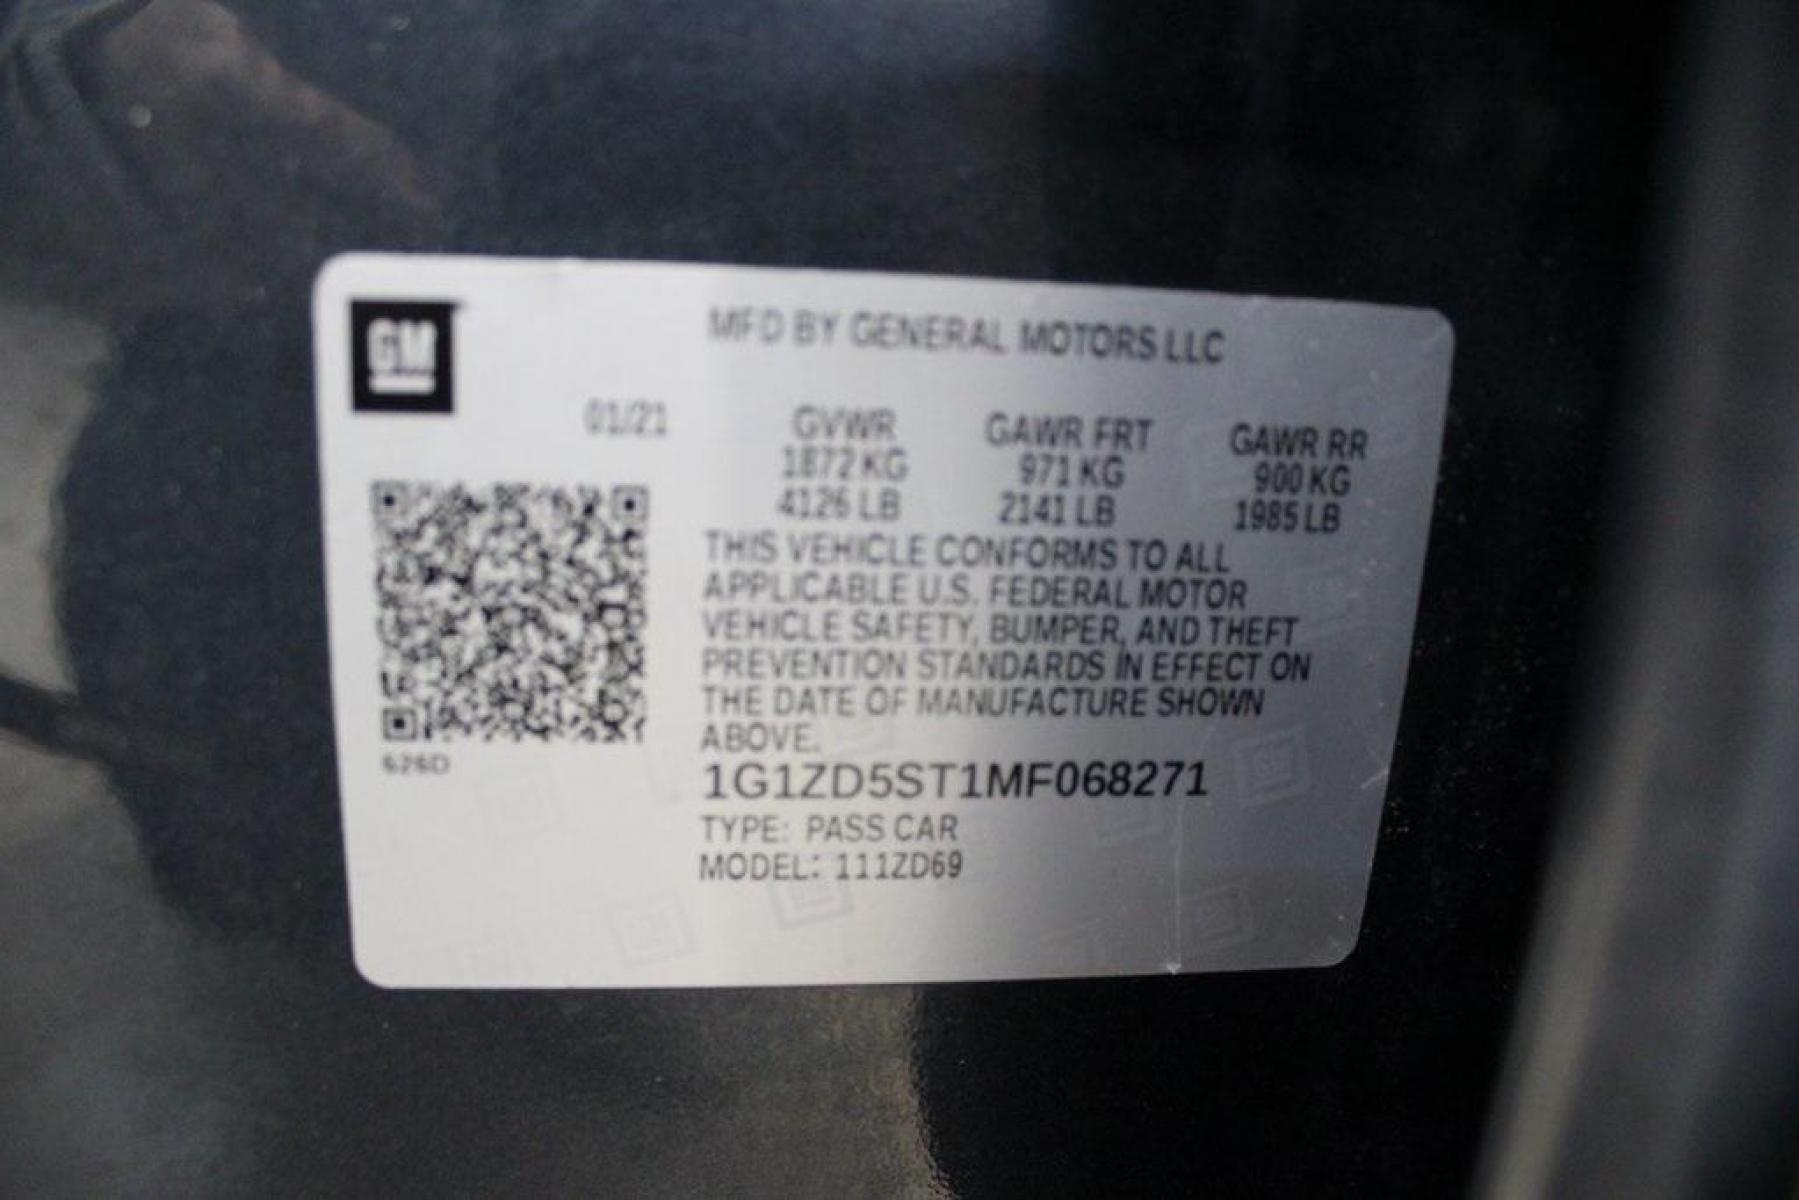 GM
MFD BY GENERAL MOTORS LLC
01/21 GVWR GAWR FRT GAWR RR
1872 KG 971 KG 900 KG
4126 LB 2141 LB 1985 LB
THIS VEHICLE CONFORMS TO ALL
APPLICABLE U.S. FEDERAL MOTOR
VEHICLE SAFETY, BUMPER, AND THEFT
PREVENTION STANDARDS IN EFFECT ON
THE DATE OF MANUFACTURE SHOWN
ABOVE.
626D
1G1ZD5ST1MF068271
TYPE: PASS CAR
MODEL: 111ZD69